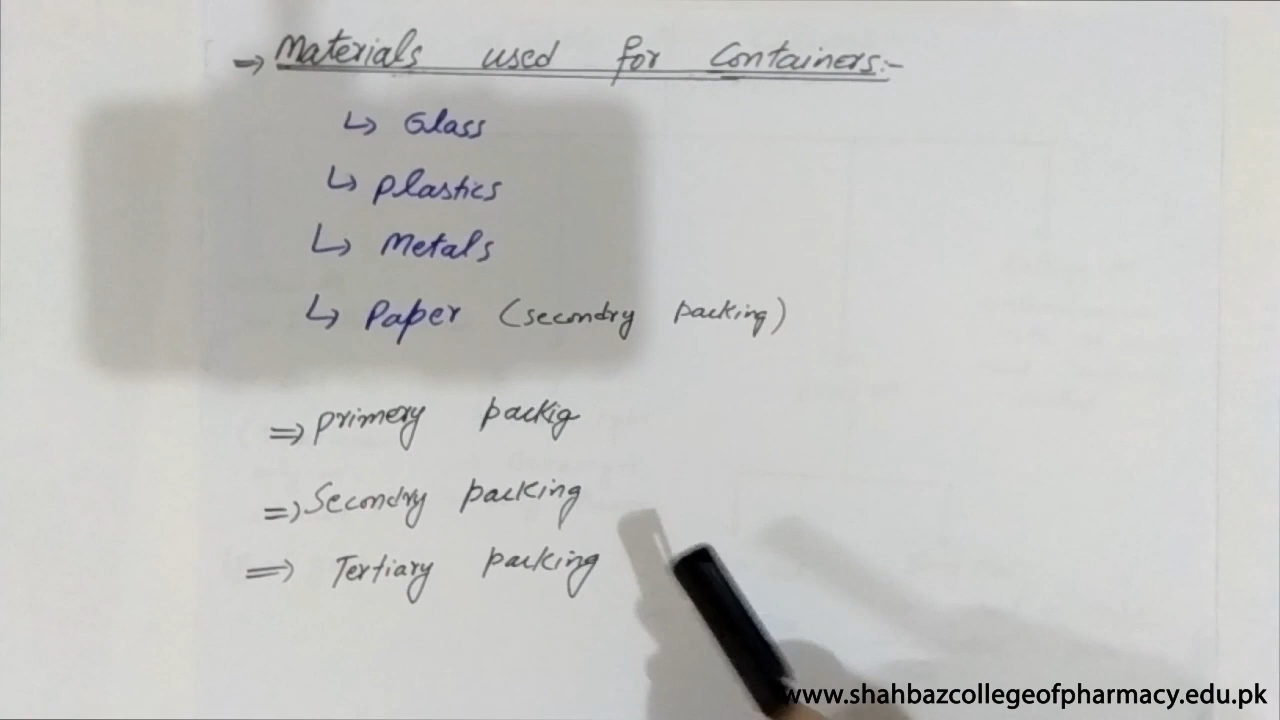 → Materials used for Containers:-
↳ Glass
↳ Plastics
↳ Metals
↳ Paper (secondry packing)
⇒ primery packig
⇒ Secondry packing
⇒ Tertiary packing
www.shahbazcollegeofpharmacy.edu.pk